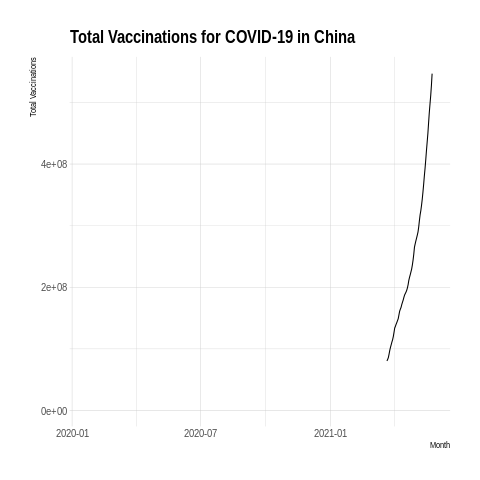 Total Vaccinations for COVID-19 in China
Total Vaccinations
4e+08
2e+08
0e+00
2020-01
2020-07
2021-01
Month